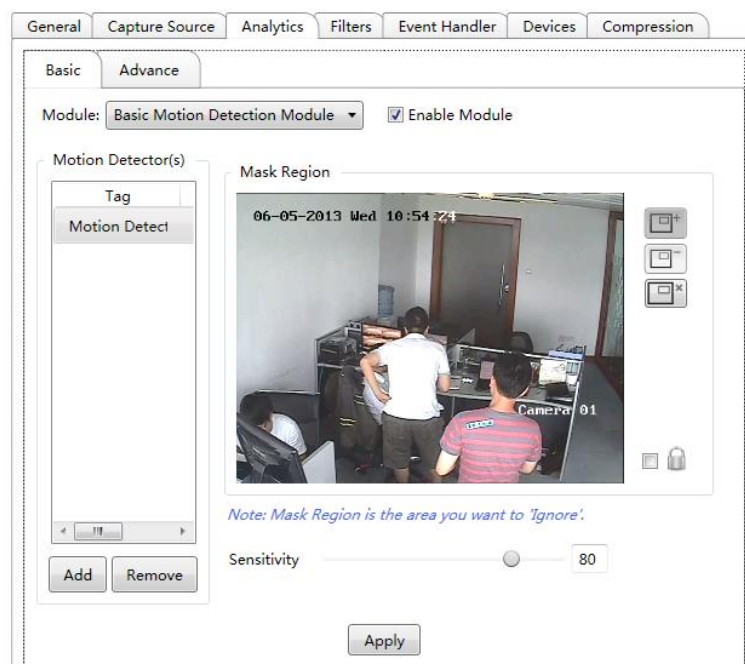 General Capture Source Analytics Filters Event Handler Devices Compression
Basic Advance
Module: Basic Motion Detection Module Enable Module
Motion Detector(s)
Tag
Motion Detect
Add Remove
Mask Region
06-05-2013 Wed 10:54:24
Camera 01
Note: Mask Region is the area you want to 'Ignore'.
Sensitivity 80
Apply